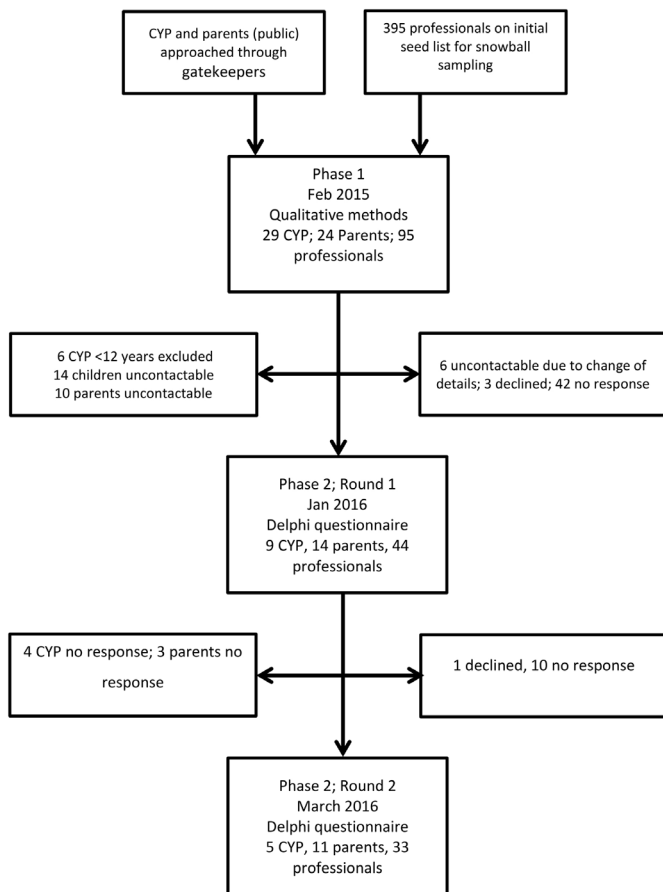 CYP and parents (public)
approached through
gatekeepers
395 professionals on initial
seed list for snowball
sampling
Phase 1
Feb 2015
Qualitative methods
29 CYP; 24 Parents; 95
professionals
6 CYP <12 years excluded
14 children uncontactable
10 parents uncontactable
6 uncontactable due to change of
details; 3 declined; 42 no response
Phase 2; Round 1
Jan 2016
Delphi questionnaire
9 CYP, 14 parents, 44
professionals
4 CYP no response; 3 parents no
response
1 declined, 10 no response
Phase 2; Round 2
March 2016
Delphi questionnaire
5 CYP, 11 parents, 33
professionals